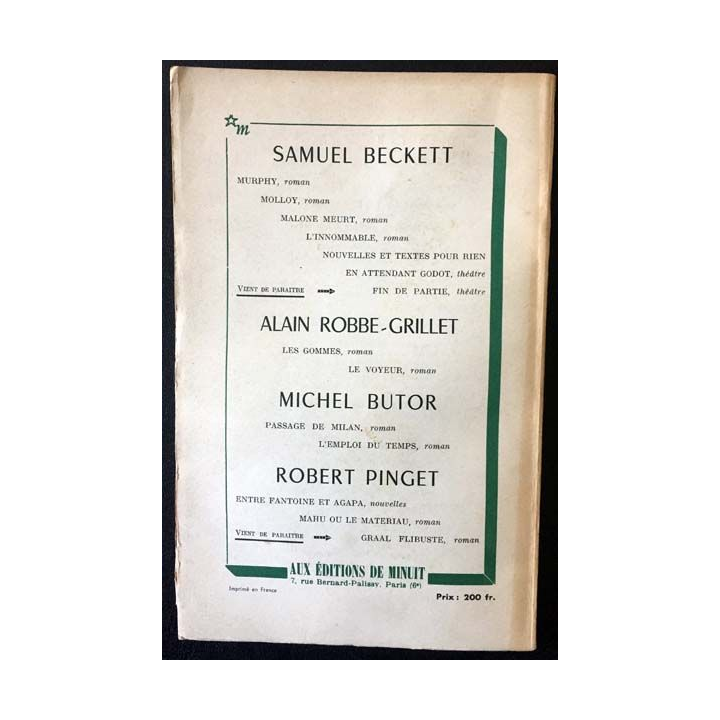 m
SAMUEL BECKETT
MURPHY, roman
MOLLOY, roman
MALONE MEURT, roman
L'INNOMMABLE, roman
NOUVELLES ET TEXTES POUR RIEN
EN ATTENDANT GODOT, théâtre
VIENT DE PARAITRE FIN DE PARTIE, théâtre
ALAIN ROBBE-GRILLET
LES GOMMES, roman
LE VOYEUR, roman
MICHEL BUTOR
PASSAGE DE MILAN, roman
L'EMPLOI DU TEMPS, roman
ROBERT PINGET
ENTRE FANTOINE ET AGAPA, nouvelles
MAHU OU LE MATERIAU, roman
VIENT DE PARAITRE GRAAL FLIBUSTE, roman
AUX ÉDITIONS DE MINUIT
7, rue Bernard-Palissy, Paris (6e)
Imprimé en France
Prix : 200 fr.